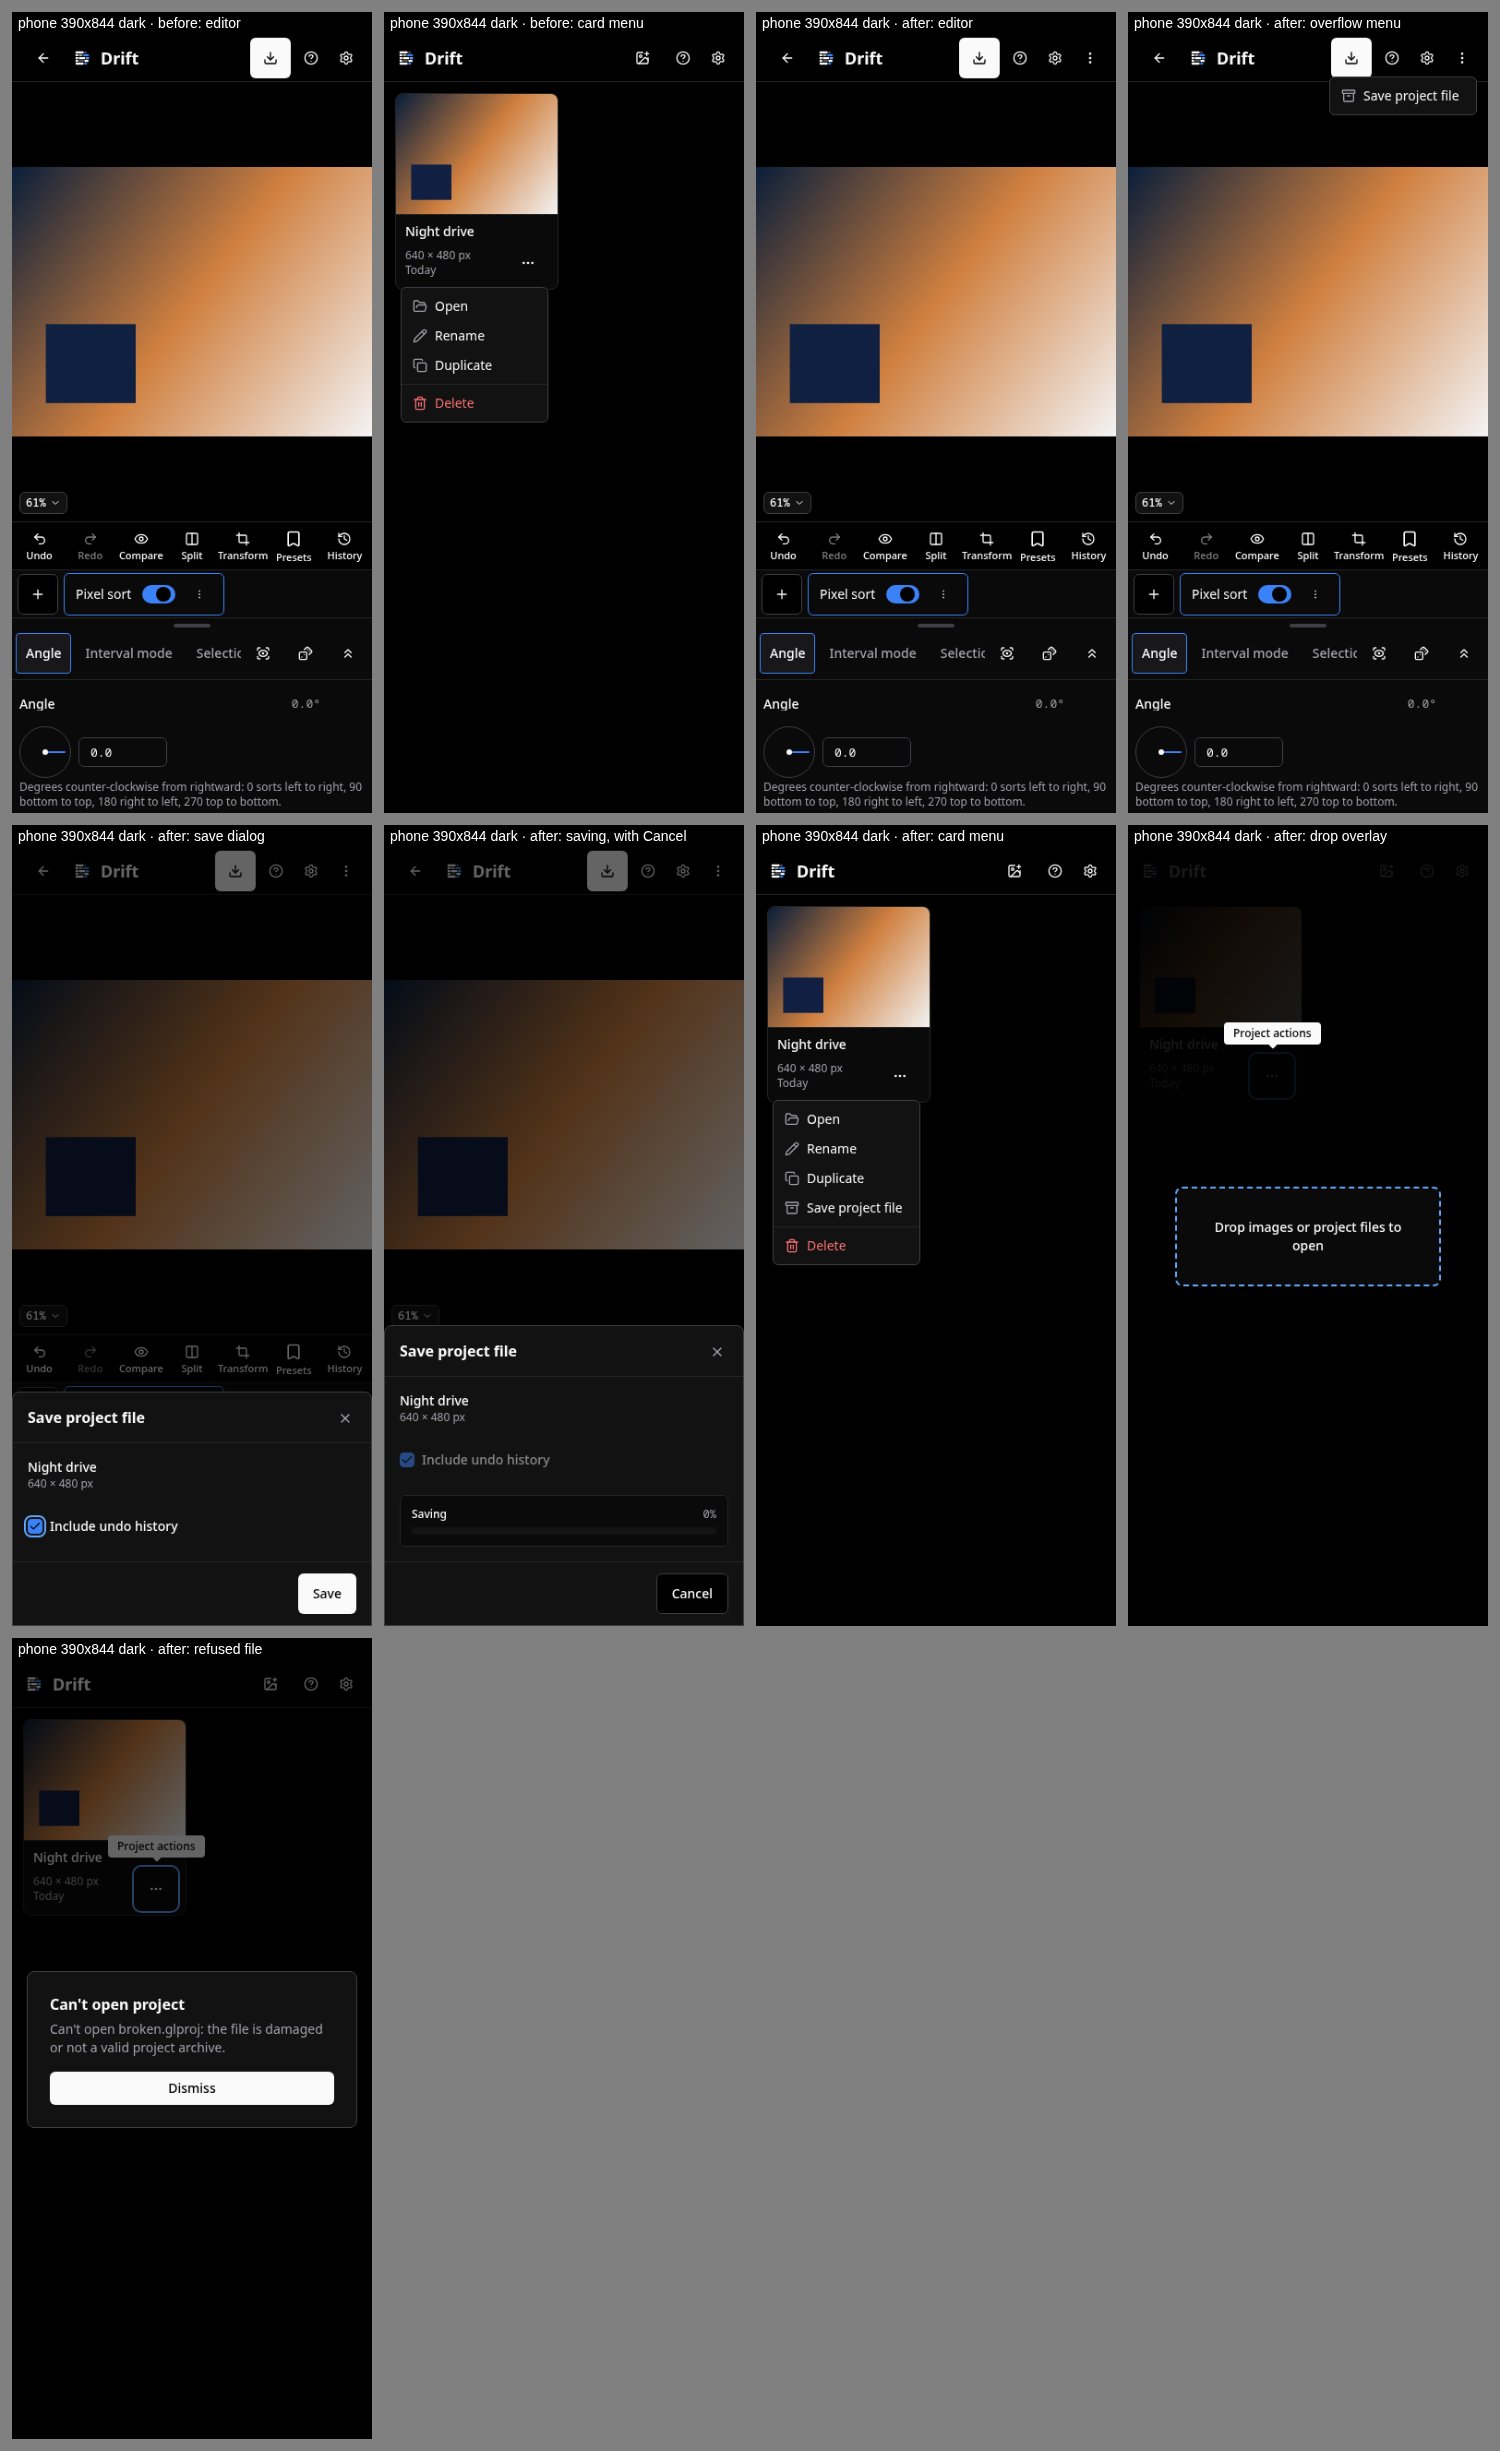 phone 390x844 dark · before: editor
Drift
61%
Undo Redo Compare Split Transform Presets History
Pixel sort
Angle Interval mode Selectic
Angle 0.0°
0.0
Degrees counter-clockwise from rightward: 0 sorts left to right, 90
bottom to top, 180 right to left, 270 top to bottom.
phone 390x844 dark · before: card menu
Drift
Night drive
640 × 480 px
Today
Open
Rename
Duplicate
Delete
phone 390x844 dark · after: editor
Drift
61%
Undo Redo Compare Split Transform Presets History
Pixel sort
Angle Interval mode Selectic
Angle 0.0°
0.0
Degrees counter-clockwise from rightward: 0 sorts left to right, 90
bottom to top, 180 right to left, 270 top to bottom.
phone 390x844 dark · after: overflow menu
Drift
Save project file
61%
Undo Redo Compare Split Transform Presets History
Pixel sort
Angle Interval mode Selectic
Angle 0.0°
0.0
Degrees counter-clockwise from rightward: 0 sorts left to right, 90
bottom to top, 180 right to left, 270 top to bottom.
phone 390x844 dark · after: save dialog
Drift
61%
Undo Redo Compare Split Transform Presets History
Save project file
Night drive
640 × 480 px
Include undo history
Save
phone 390x844 dark · after: saving, with Cancel
Drift
61%
Save project file
Night drive
640 × 480 px
Include undo history
Saving 0%
Cancel
phone 390x844 dark · after: card menu
Drift
Night drive
640 × 480 px
Today
Open
Rename
Duplicate
Save project file
Delete
phone 390x844 dark · after: drop overlay
Drift
Project actions
Night drive
640 × 480 px
Today
Drop images or project files to
open
phone 390x844 dark · after: refused file
Drift
Project actions
Night drive
640 × 480 px
Today
Can't open project
Can't open broken.glproj: the file is damaged
or not a valid project archive.
Dismiss